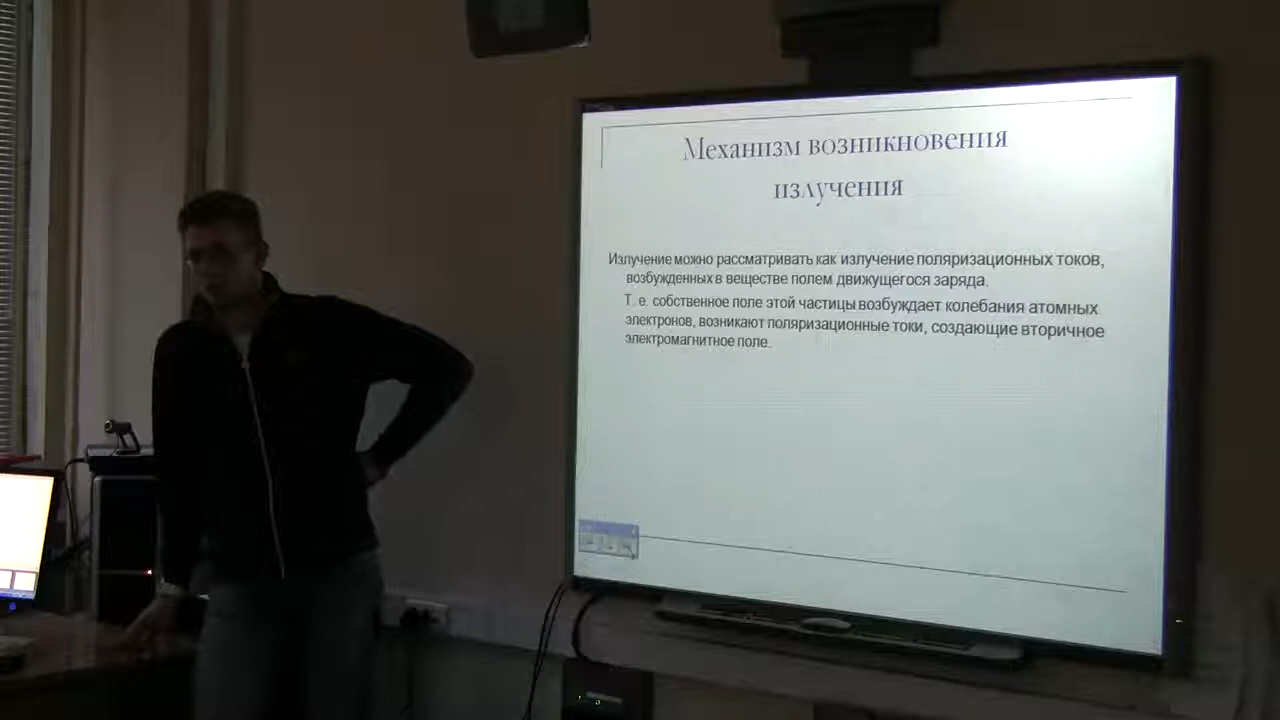 Механизм возникновения
излучения
Излучение можно рассматривать как излучение поляризационных токов,
возбужденных в веществе полем движущегося заряда.
Т. е. собственное поле этой частицы возбуждает колебания атомных
электронов, возникают поляризационные токи, создающие вторичное
электромагнитное поле.